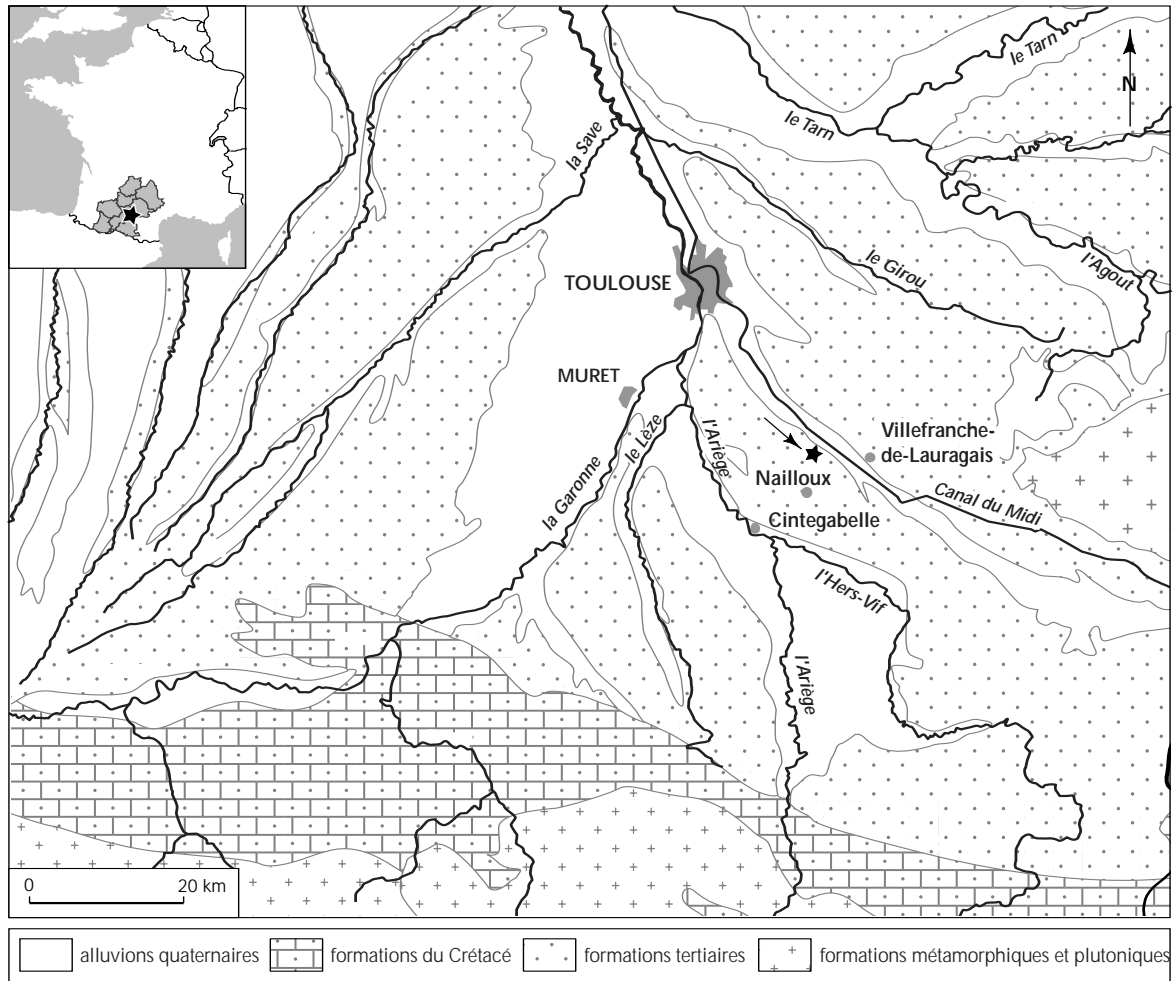 le Tarn
N
le Tarn
la Save
le Girou
l'Agout
TOULOUSE
MURET
le Lèze
l'Ariège
la Garonne
Villefranche-
de-Lauragais
Nailloux
Canal du Midi
Cintegabelle
l'Hers-Vif
l'Ariège
0 20 km
alluvions quaternaires
formations du Crétacé
formations tertiaires
formations métamorphiques et plutoniques